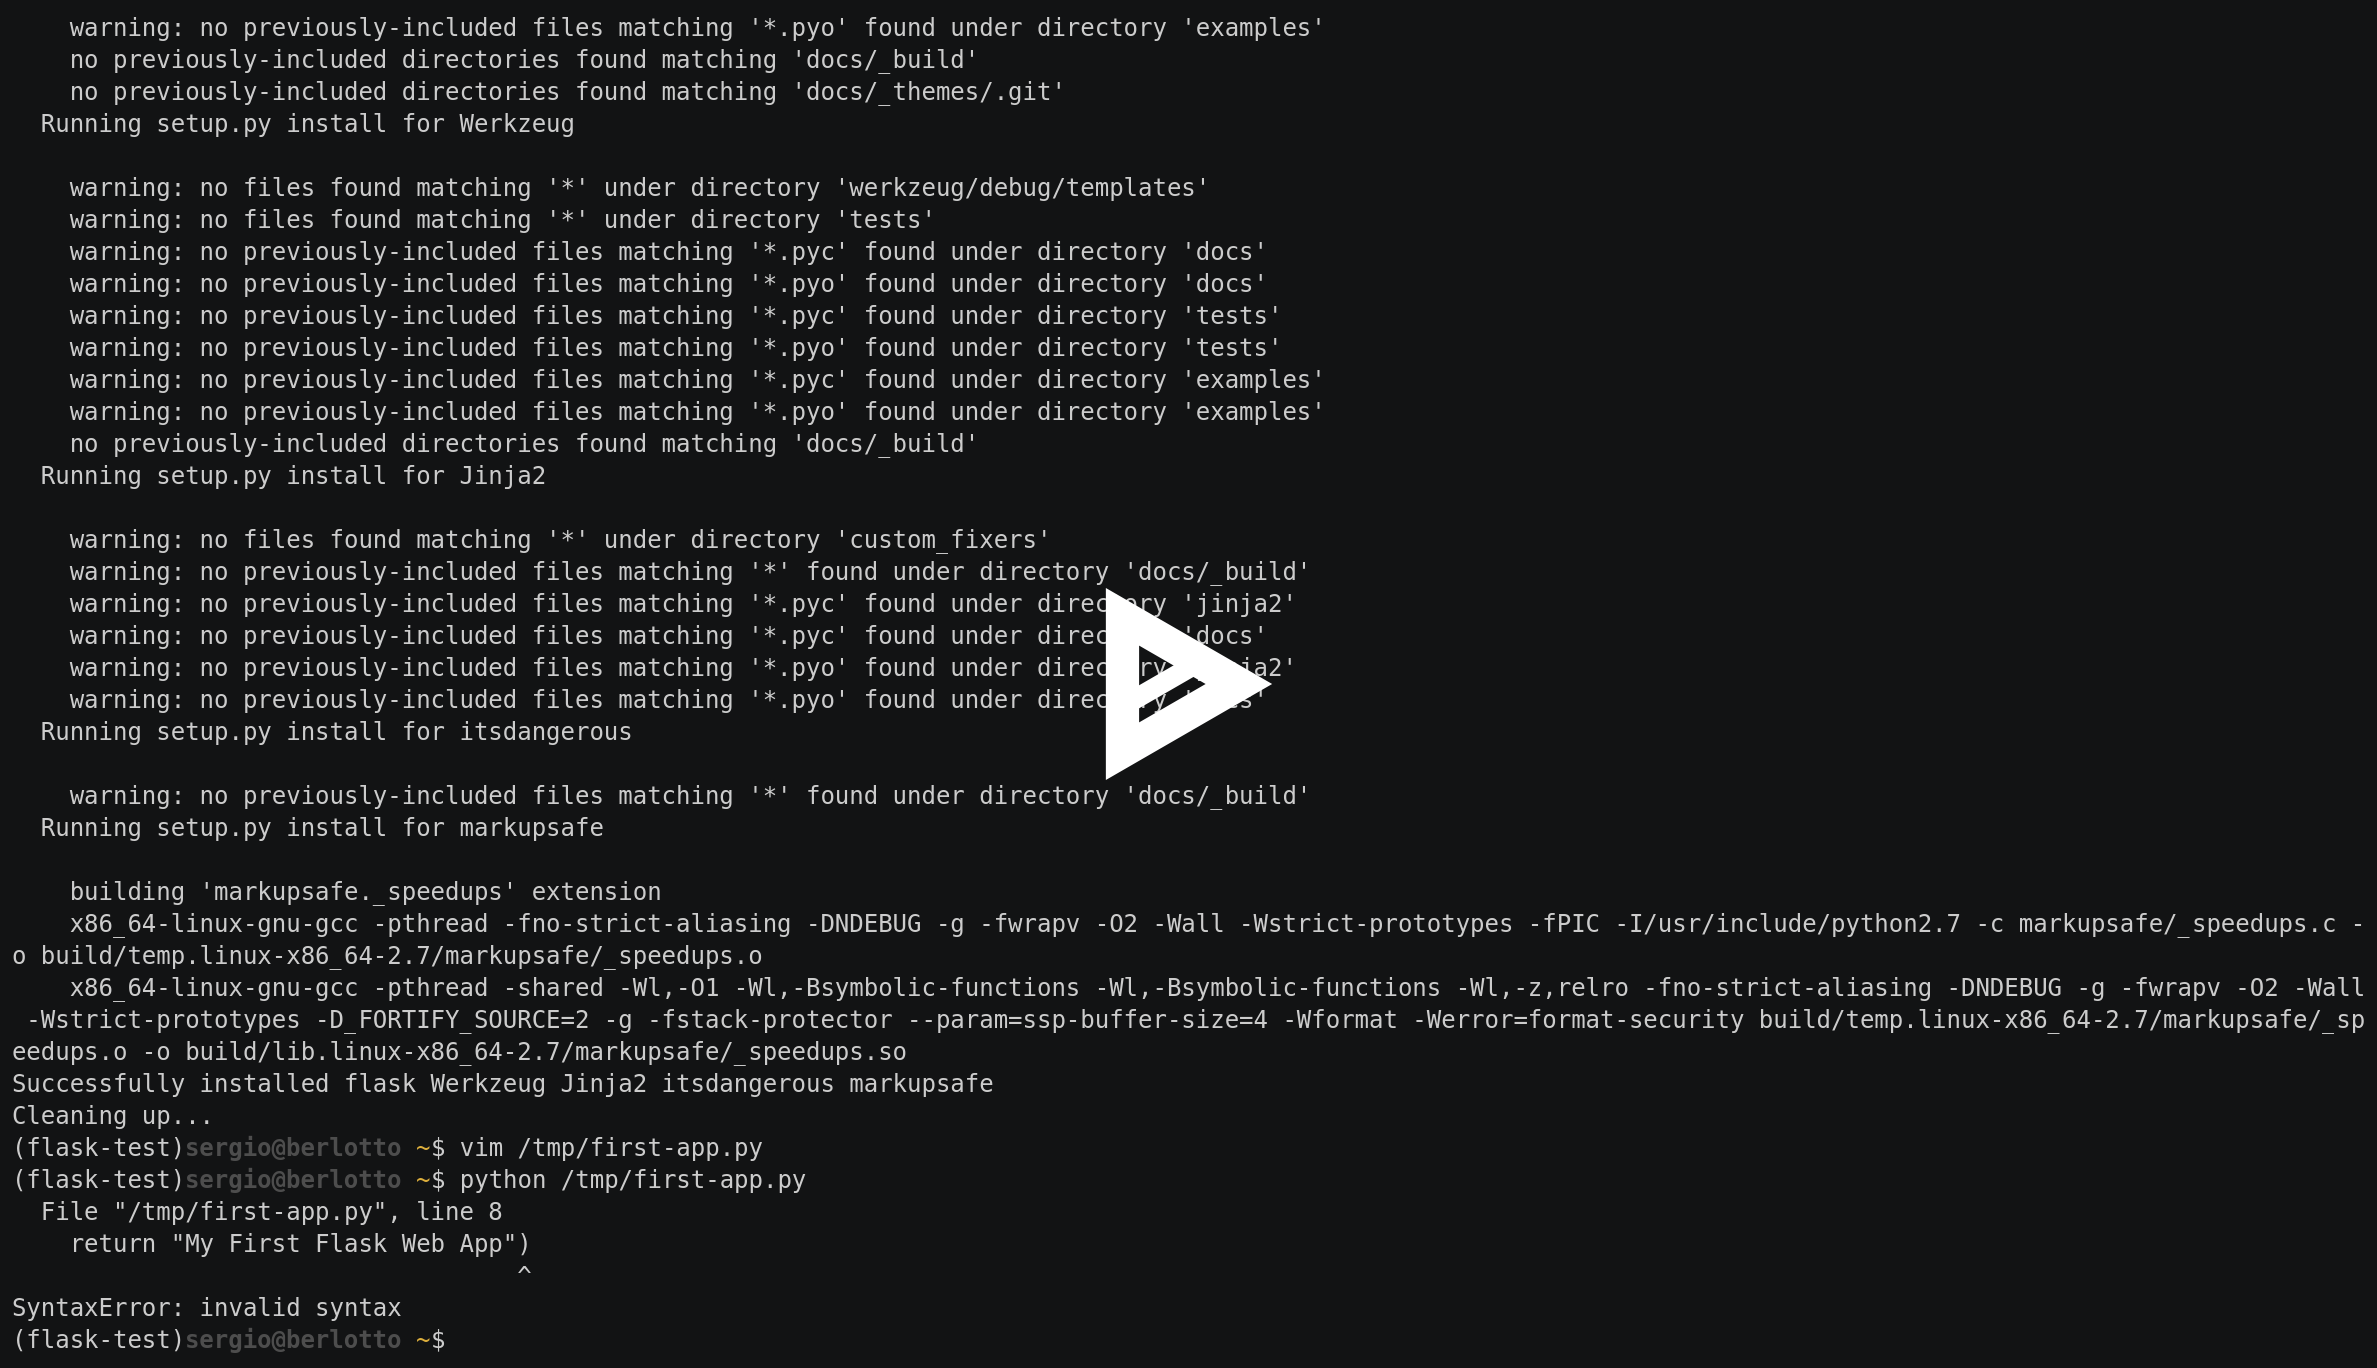 warning: no previously-included files matching '*.pyo' found under directory 'examples'
no previously-included directories found matching 'docs/_build'
no previously-included directories found matching 'docs/_themes/.git'
Running setup.py install for Werkzeug
warning: no files found matching '*' under directory 'werkzeug/debug/templates'
warning: no files found matching '*' under directory 'tests'
warning: no previously-included files matching '*.pyc' found under directory 'docs'
warning: no previously-included files matching '*.pyo' found under directory 'docs'
warning: no previously-included files matching '*.pyc' found under directory 'tests'
warning: no previously-included files matching '*.pyo' found under directory 'tests'
warning: no previously-included files matching '*.pyc' found under directory 'examples'
warning: no previously-included files matching '*.pyo' found under directory 'examples'
no previously-included directories found matching 'docs/_build'
Running setup.py install for Jinja2
warning: no files found matching '*' under directory 'custom_fixers'
warning: no previously-included files matching '*' found under directory 'docs/_build'
warning: no previously-included files matching '*.pyc' found under directory 'jinja2'
warning: no previously-included files matching '*.pyc' found under 'docs'
warning: no previously-included files matching '*.pyo' found under
warning: no previously-included files matching '*.pyo' found under
Running setup.py install for itsdangerous
warning: no previously-included files matching '*' found under directory 'docs/_build'
Running setup.py install for markupsafe
building 'markupsafe._speedups' extension
x86_64-linux-gnu-gcc -pthread -fno-strict-aliasing -DNDEBUG -g -fwrapv -O2 -Wall -Wstrict-prototypes -fPIC -I/usr/include/python2.7 -c markupsafe/_speedups.c -
o build/temp.linux-x86_64-2.7/markupsafe/_speedups.o
x86_64-linux-gnu-gcc -pthread -shared -Wl,-O1 -Wl,-Bsymbolic-functions -Wl,-Bsymbolic-functions -Wl,-z,relro -fno-strict-aliasing -DNDEBUG -g -fwrapv -O2 -Wall
-Wstrict-prototypes -D_FORTIFY_SOURCE=2 -g -fstack-protector --param=ssp-buffer-size=4 -Wformat -Werror=format-security build/temp.linux-x86_64-2.7/markupsafe/_sp
eedups.o -o build/lib.linux-x86_64-2.7/markupsafe/_speedups.so
Successfully installed flask Werkzeug Jinja2 itsdangerous markupsafe
Cleaning up...
(flask-test)sergio@berlotto ~$ vim /tmp/first-app.py
(flask-test)sergio@berlotto ~$ python /tmp/first-app.py
File "/tmp/first-app.py", line 8
return "My First Flask Web App")
^
SyntaxError: invalid syntax
(flask-test)sergio@berlotto ~$